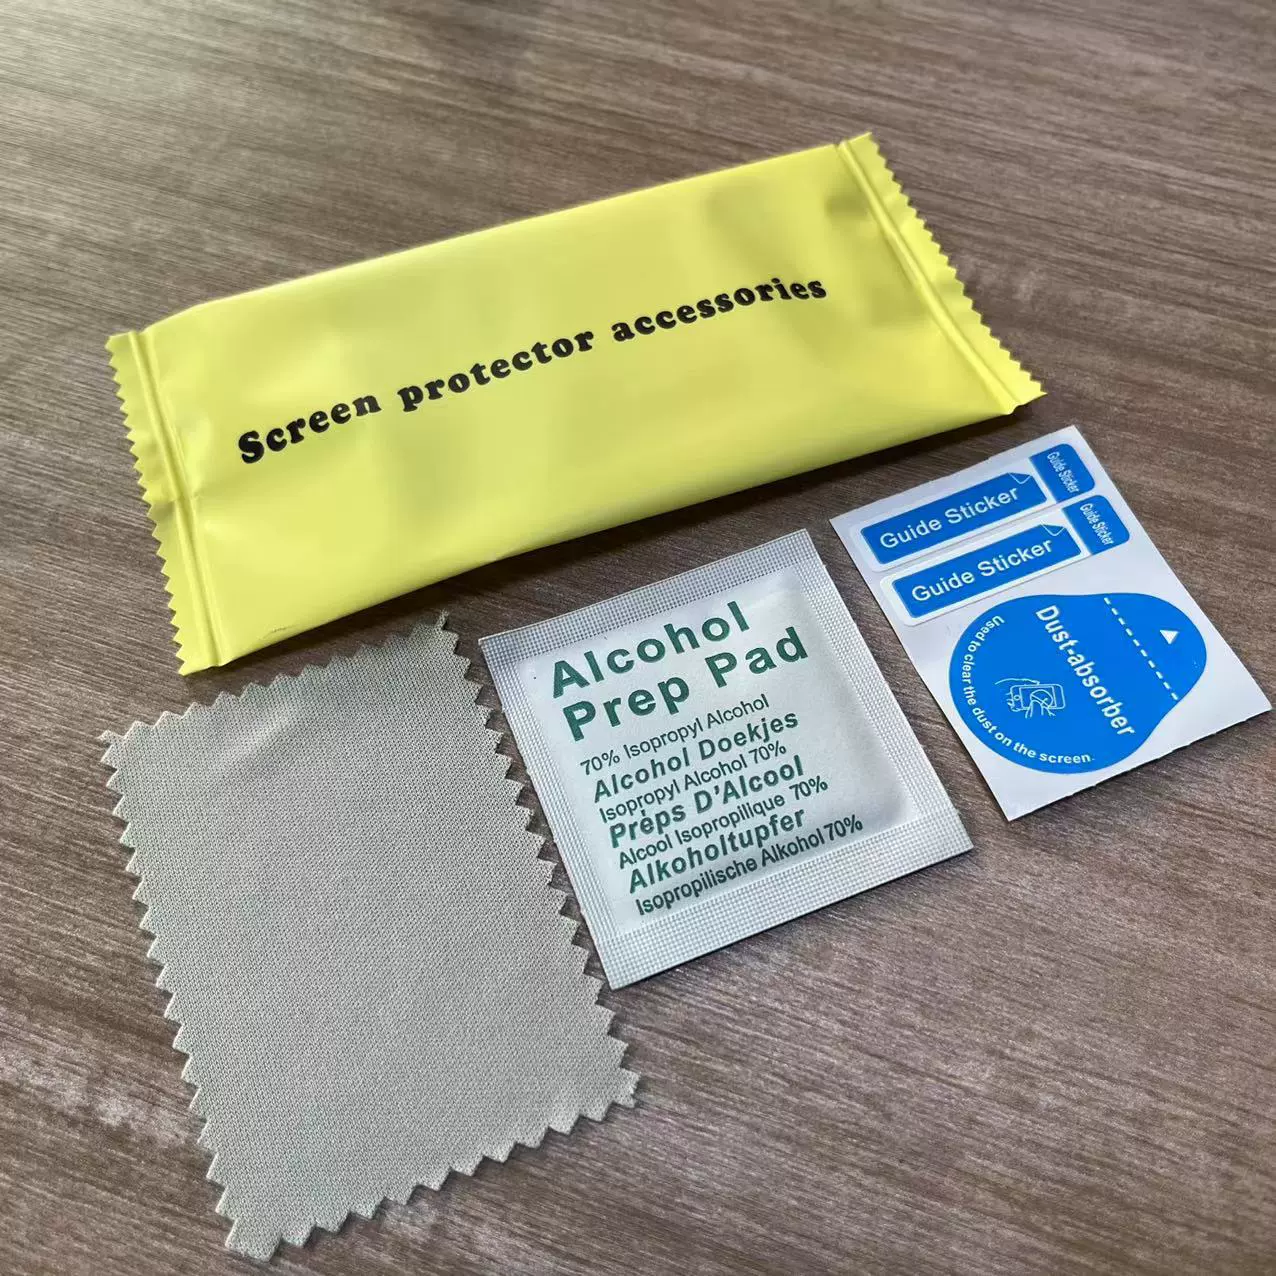 Screen protector accessories
Guide Sticker
Guide Sticker
Guide Sticker
Guide Sticker
Dust-absorber
Used to clear the dust on the screen.
Alcohol
Prep Pad
70% Isopropyl Alcohol
Alcohol Doekjes
Isopropyl Alcohol 70%
Prèps D'Alcool
Alcool Isopropilique 70%
Alkoholtupfer
Isopropilische Alkohol 70%